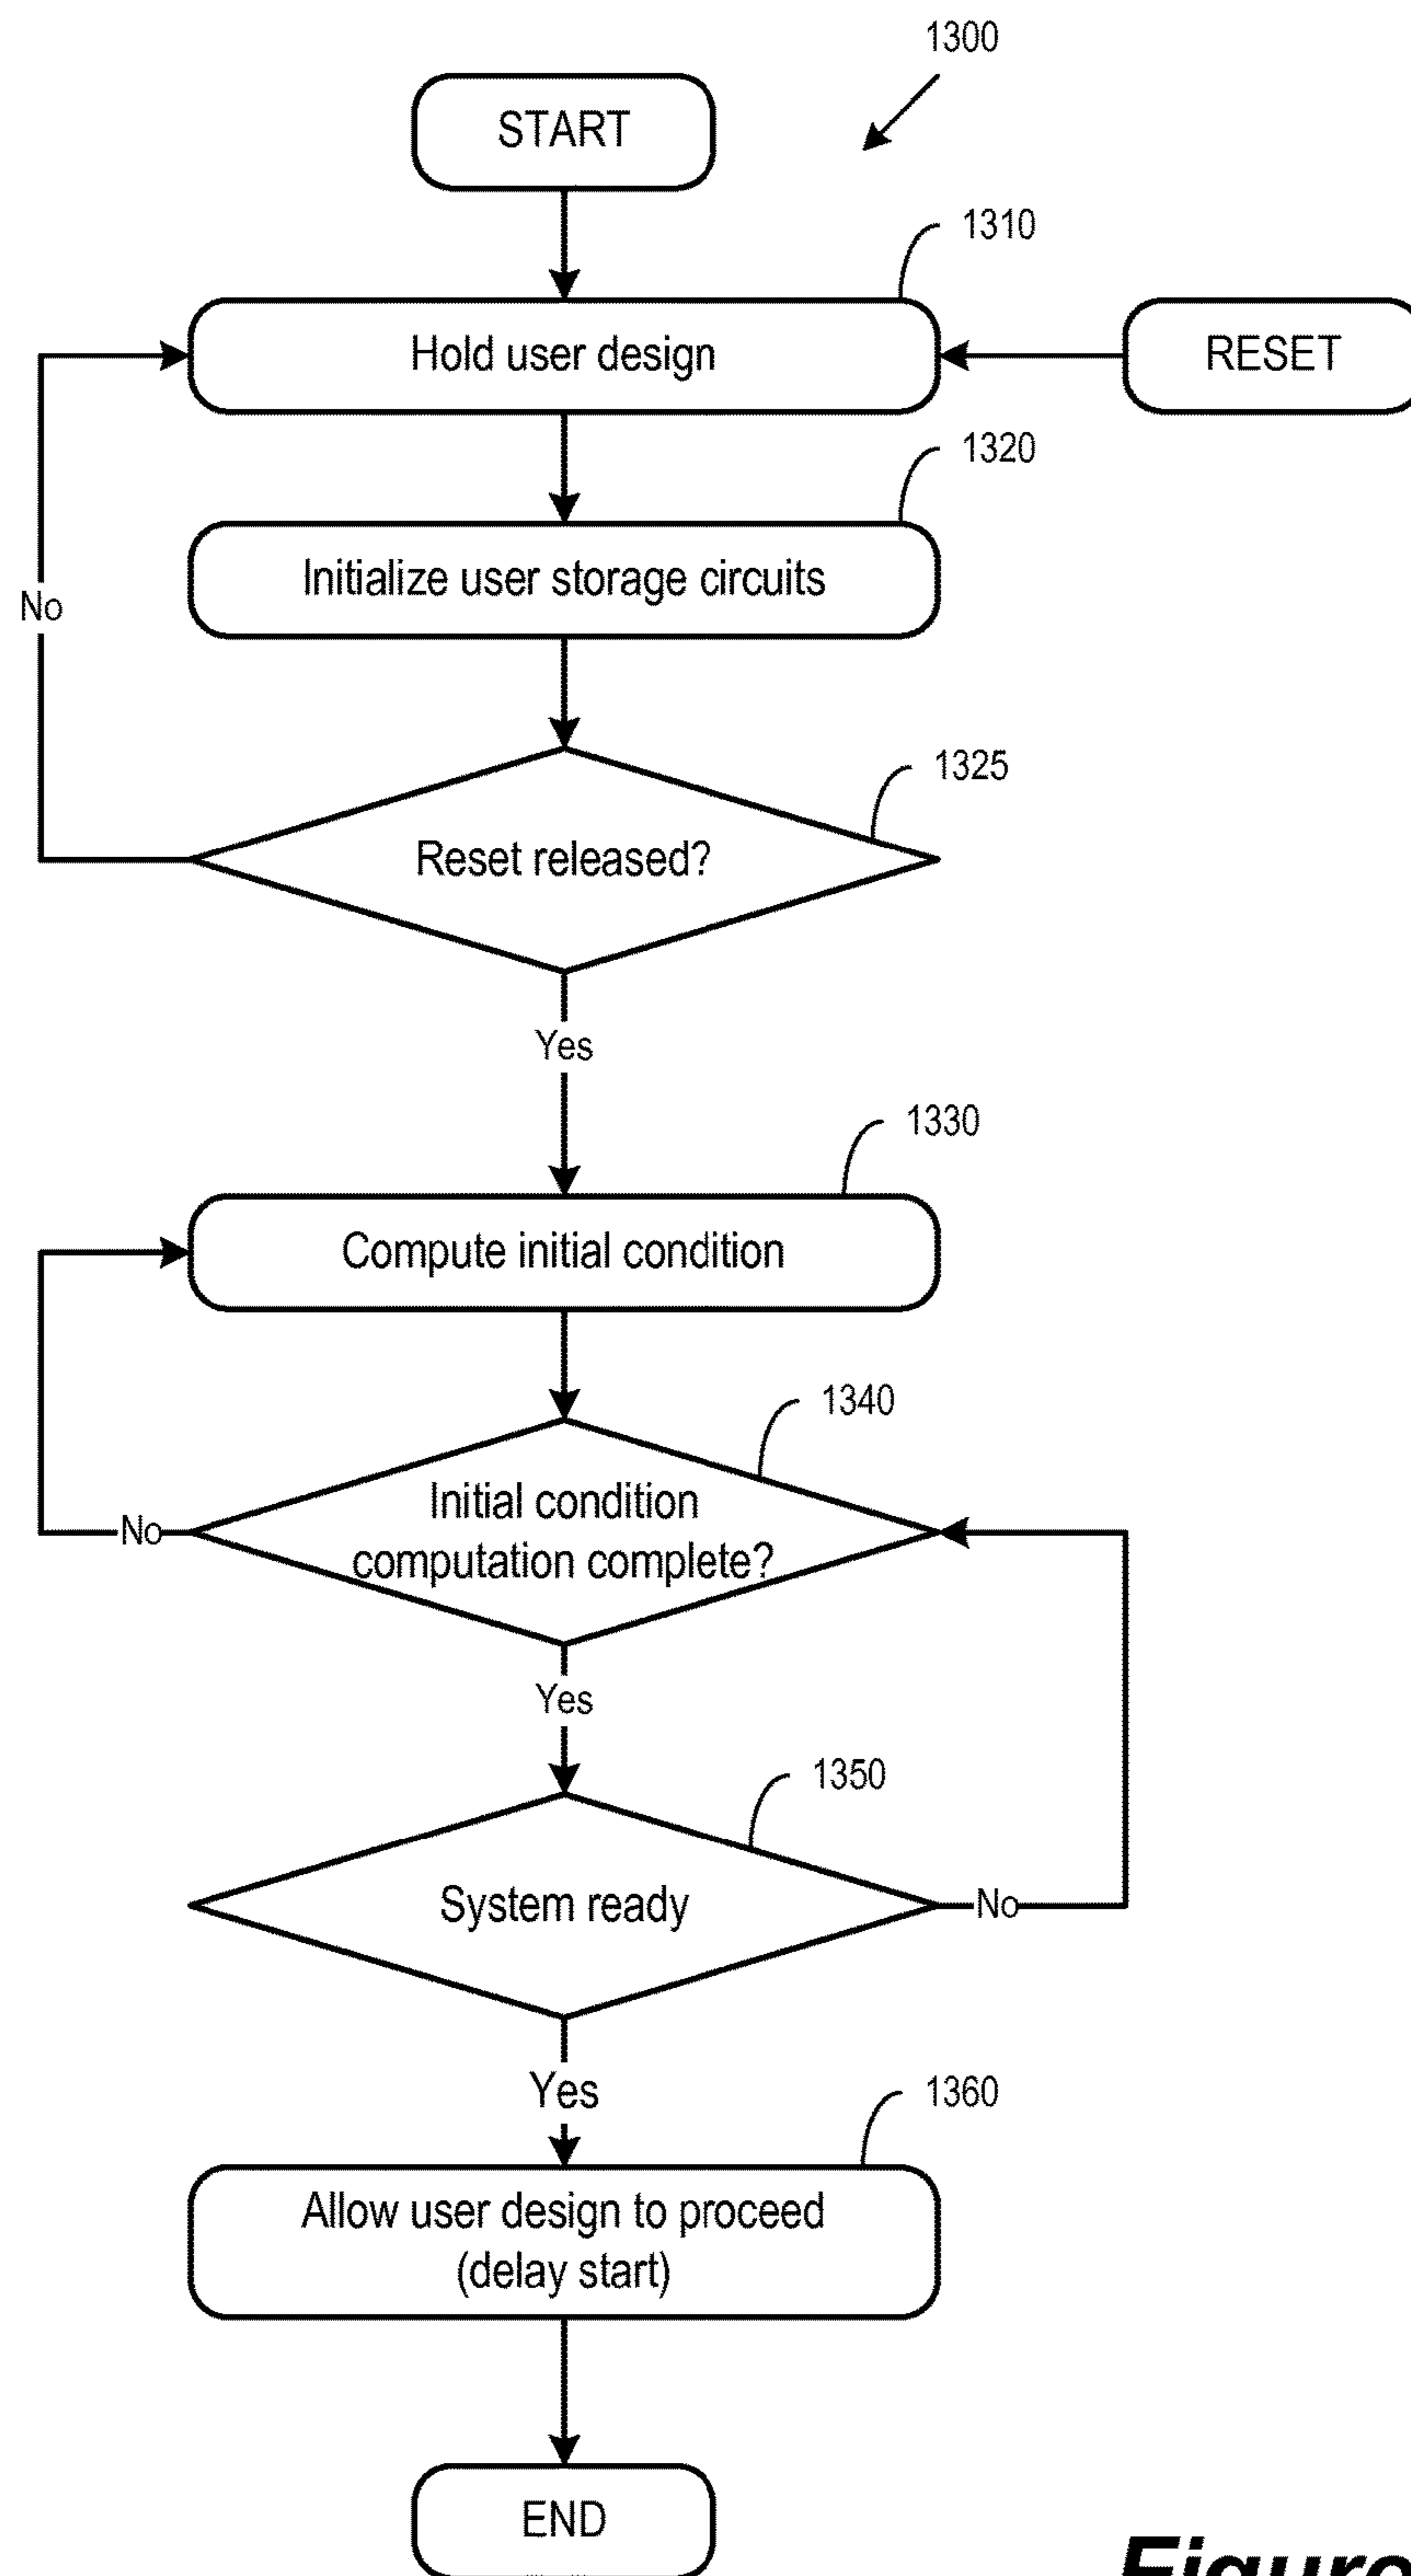 1300
START
1310
Hold user design
RESET
1320
Initialize user storage circuits
No
1325
Reset released?
Yes
1330
Compute initial condition
1340
Initial condition
computation complete?
No
Yes
1350
System ready
No
Yes
1360
Allow user design to proceed
(delay start)
END
Figure